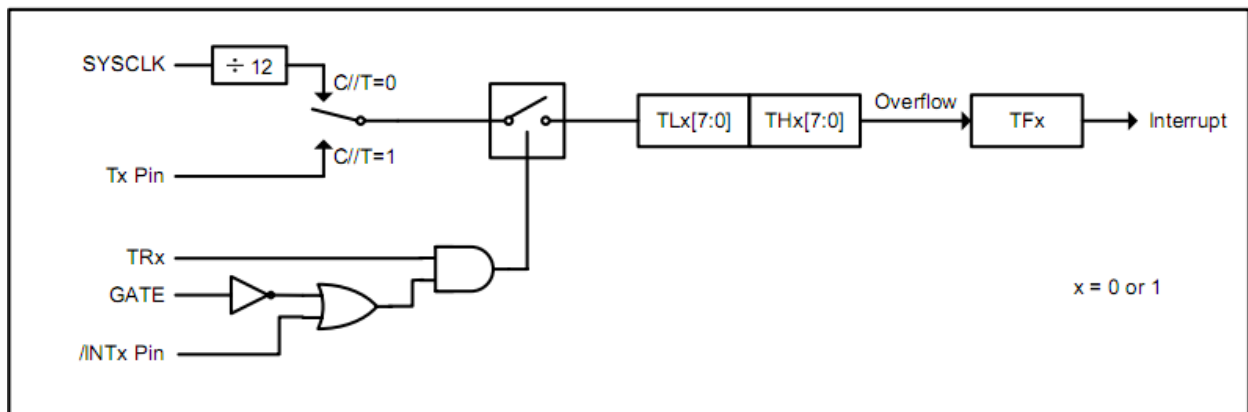 SYSCLK
÷ 12
C//T=0
C//T=1
Tx Pin
TLx[7:0]
THx[7:0]
Overflow
TFx
Interrupt
TRx
GATE
/INTx Pin
x = 0 or 1